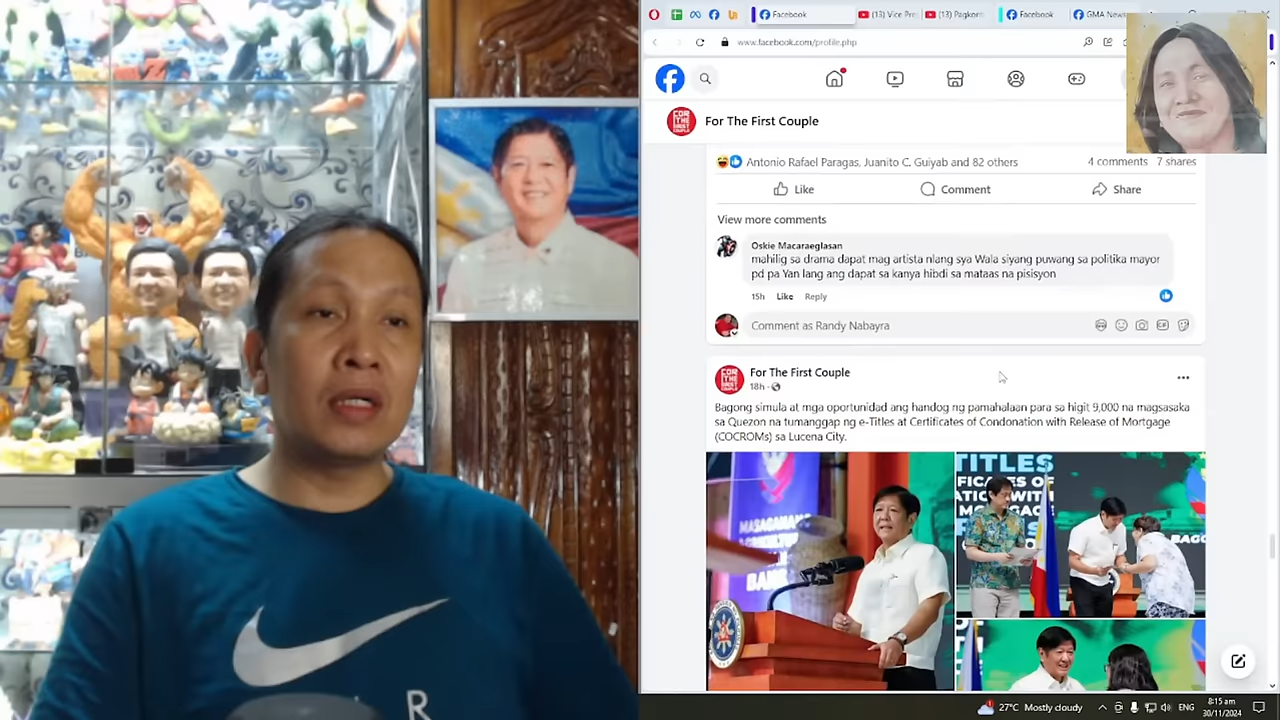 Facebook
(13) Vice Pre
(13) Pagkon
Facebook
GMA News
www.facebook.com/profile.php
For The First Couple
Antonio Rafael Paragas, Juanito C. Guiyab and 82 others
4 comments 7 shares
Like Comment Share
View more comments
Oskie Macaraeglasan
mahilig sa drama dapat mag artista nlang sya Wala siyang puwang sa politika mayor
pd pa Yan lang ang dapat sa kanya hibdi sa mataas na pisisyon
15h Like Reply
Comment as Randy Nabayra
For The First Couple
18h
Bagong simula at mga oportunidad ang handog ng pamahalaan para sa higit 9,000 na magsasaka
sa Quezon na tumanggap ng e-Titles at Certificates of Condonation with Release of Mortgage
(COCROMs) sa Lucena City.
TITLES
BAGO
27°C Mostly cloudy
ENG
8:15 am
30/11/2024